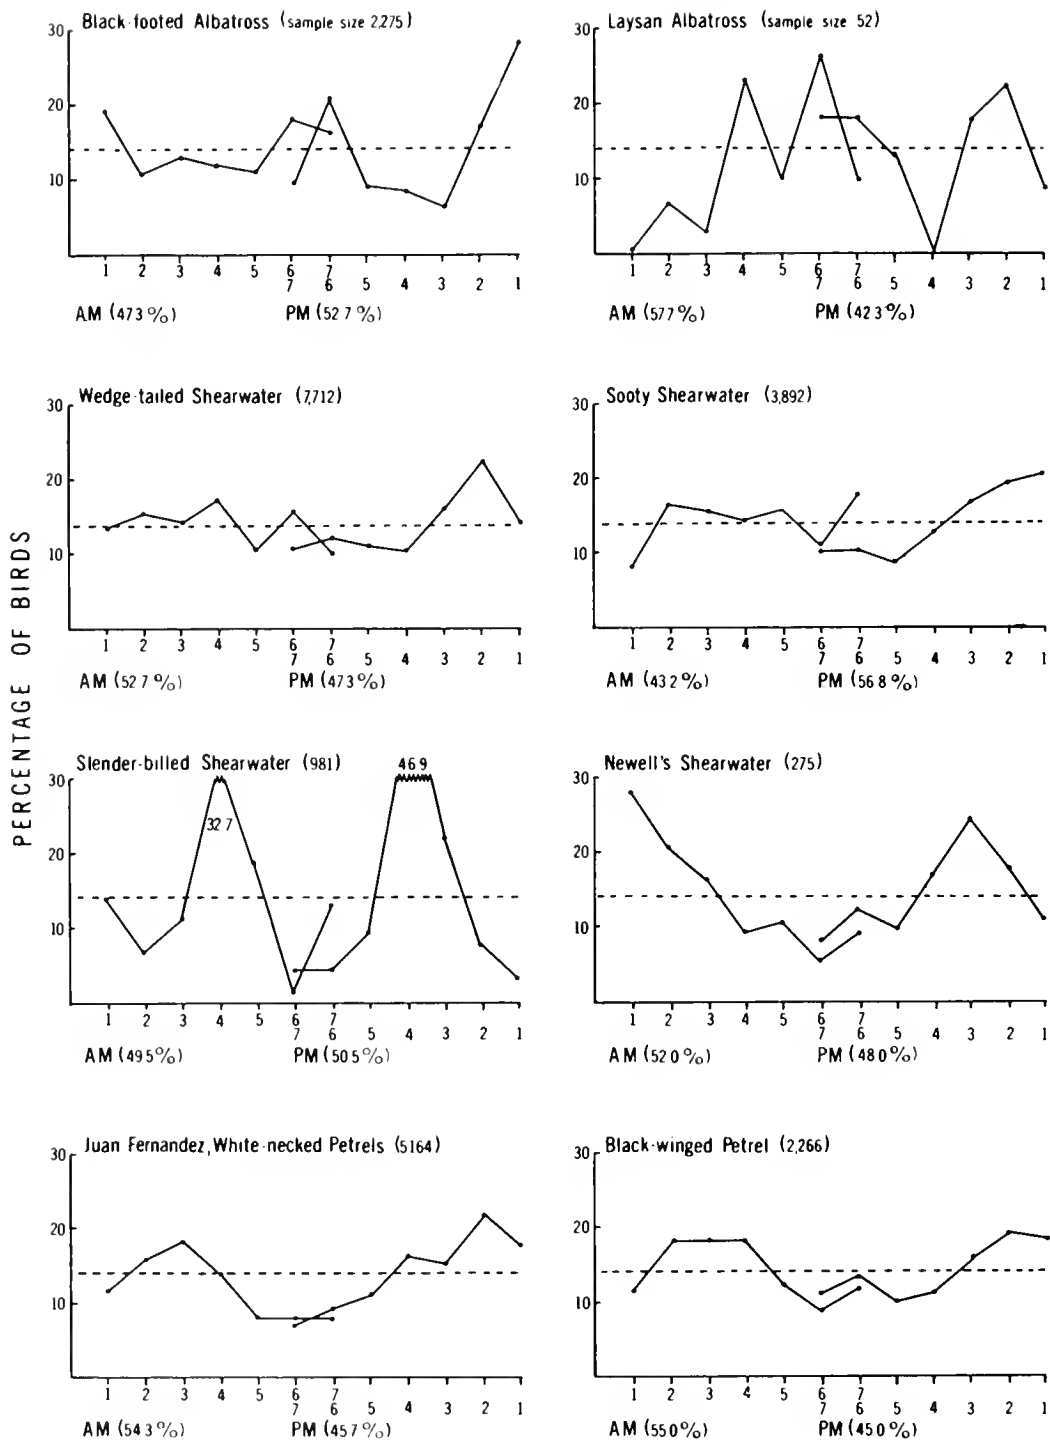 PERCENTAGE OF BIRDS
Black-footed Albatross (sample size 2,275)
30
20
10
1 2 3 4 5 6 7
7 6 5 4 3 2 1
AM (47.3%) PM (52.7%)
Laysan Albatross (sample size 52)
30
20
10
1 2 3 4 5 6 7
7 6 5 4 3 2 1
AM (57.7%) PM (42.3%)
Wedge-tailed Shearwater (7,712)
30
20
10
1 2 3 4 5 6 7
7 6 5 4 3 2 1
AM (52.7%) PM (47.3%)
Sooty Shearwater (3,892)
30
20
10
1 2 3 4 5 6 7
7 6 5 4 3 2 1
AM (43.2%) PM (56.8%)
Slender-billed Shearwater (981)
46.9
30
32.7
20
10
1 2 3 4 5 6 7
7 6 5 4 3 2 1
AM (49.5%) PM (50.5%)
Newell's Shearwater (275)
30
20
10
1 2 3 4 5 6 7
7 6 5 4 3 2 1
AM (52.0%) PM (48.0%)
Juan Fernandez, White-necked Petrels (5164)
30
20
10
1 2 3 4 5 6 7
7 6 5 4 3 2 1
AM (54.3%) PM (45.7%)
Black-winged Petrel (2,266)
30
20
10
1 2 3 4 5 6 7
7 6 5 4 3 2 1
AM (55.0%) PM (45.0%)